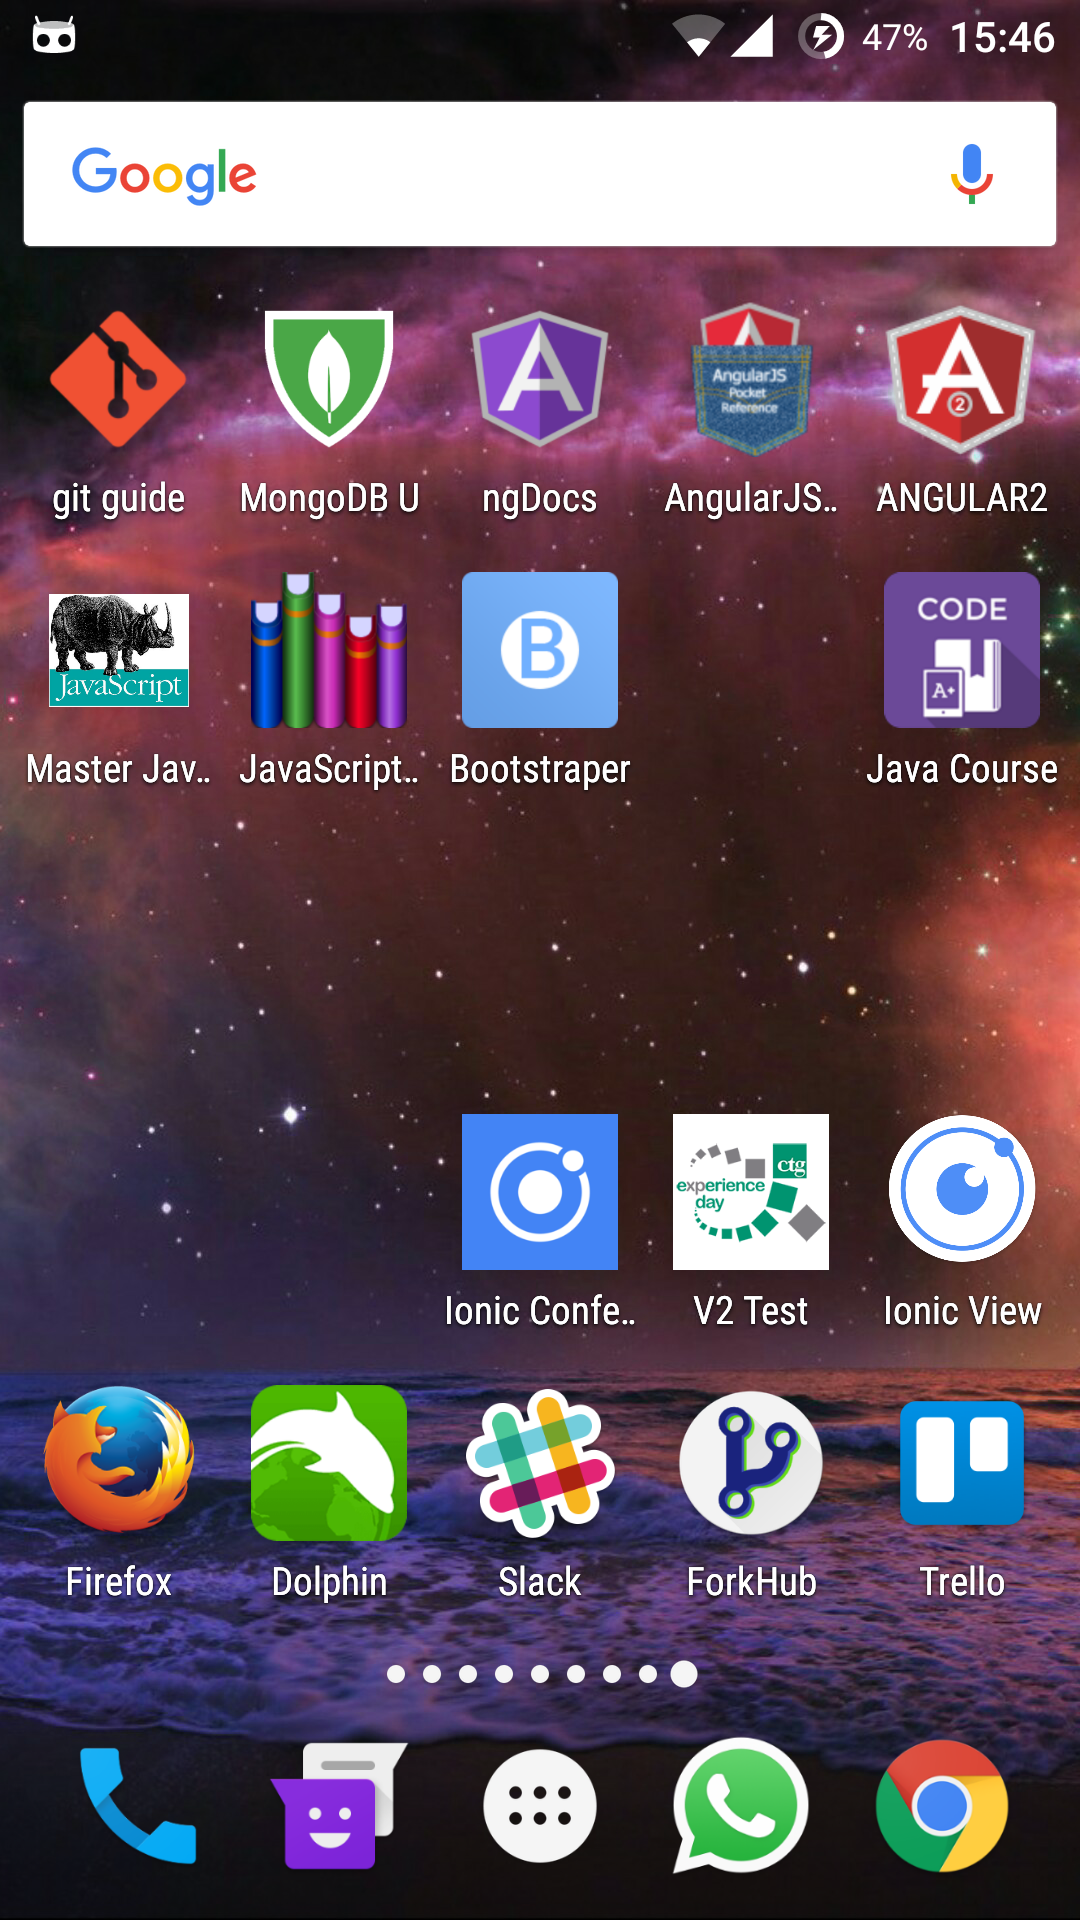 47% 15:46
Google
AngularJS
Pocket
Reference
2
git guide MongoDB U ngDocs AngularJS.. ANGULAR2
JavaScript
B
CODE
A+
Master Jav.. JavaScript.. Bootstraper Java Course
ctg
experience
day
Ionic Confe.. V2 Test Ionic View
Firefox Dolphin Slack ForkHub Trello